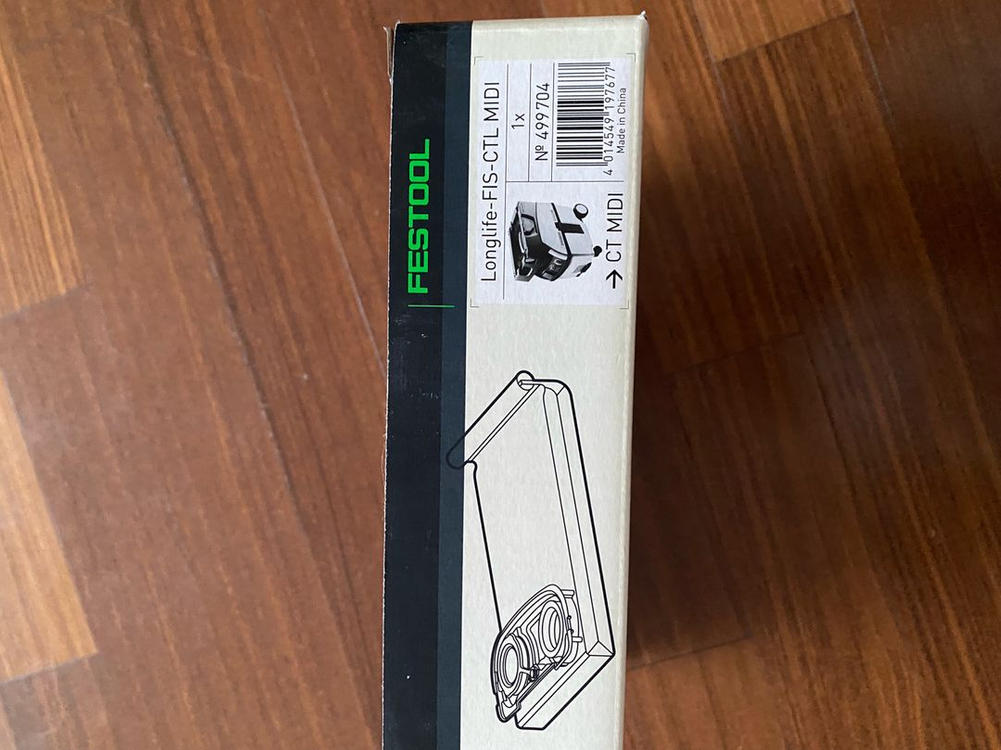 FESTOOL
Longlife-FIS-CTL MIDI
1x
№ 499704
4 014549 197677
Made in China
→ CT MIDI